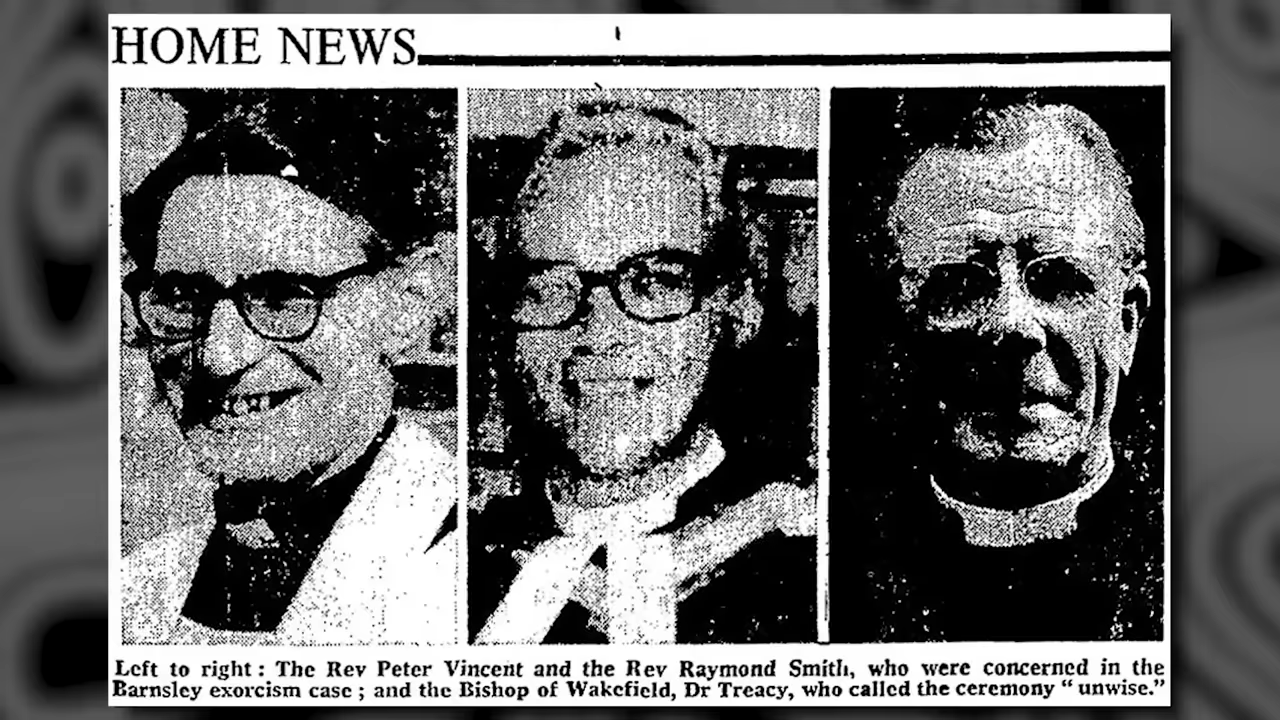 HOME NEWS
Left to right : The Rev Peter Vincent and the Rev Raymond Smith, who were concerned in the
Barnsley exorcism case ; and the Bishop of Wakefield, Dr Treacy, who called the ceremony " unwise."